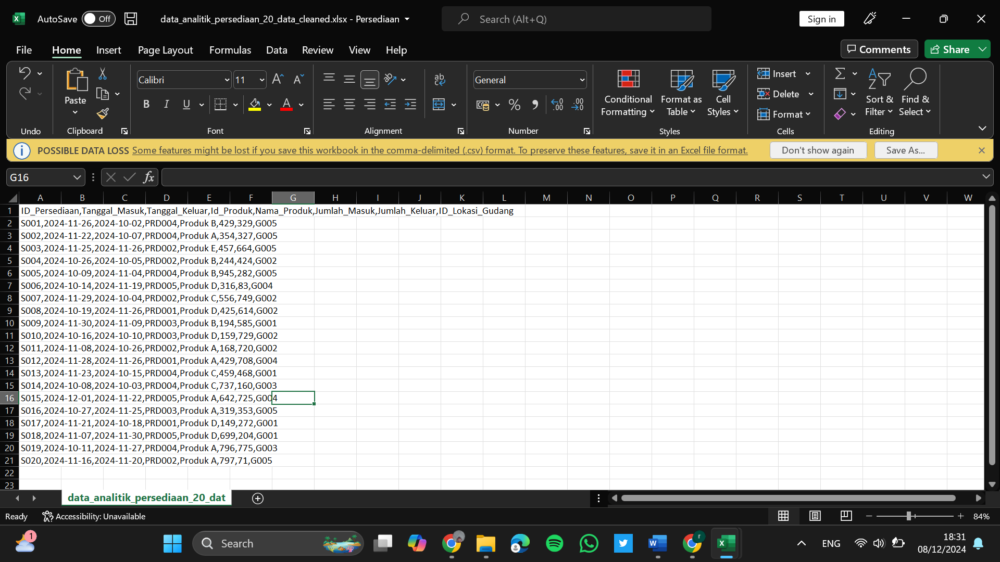 AutoSave Off data_analitik_persediaan_20_data_cleaned.xlsx - Persediaan Search (Alt+Q) Sign in
File Home Insert Page Layout Formulas Data Review View Help Comments Share
Paste Calibri 11 General Conditional Formatting Format as Table Cell Styles Insert Delete Format Sort & Filter Find & Select
Undo Clipboard Font Alignment Number Styles Cells Editing
POSSIBLE DATA LOSS Some features might be lost if you save this workbook in the comma-delimited (.csv) format. To preserve these features, save it in an Excel file format. Don't show again Save As...
G16 fx
A B C D E F G H I J K L M N O P Q R S T U V W
1 ID_Persediaan,Tanggal_Masuk,Tanggal_Keluar,Id_Produk,Nama_Produk,Jumlah_Masuk,Jumlah_Keluar,ID_Lokasi_Gudang
2 S001,2024-11-26,2024-10-02,PRD004,Produk B,429,329,G005
3 S002,2024-11-22,2024-10-07,PRD004,Produk A,354,327,G005
4 S003,2024-11-25,2024-11-26,PRD002,Produk E,457,664,G005
5 S004,2024-10-26,2024-10-05,PRD002,Produk B,244,424,G002
6 S005,2024-10-09,2024-11-04,PRD004,Produk B,945,282,G005
7 S006,2024-10-14,2024-11-19,PRD005,Produk D,316,83,G004
8 S007,2024-11-29,2024-10-04,PRD002,Produk C,556,749,G002
9 S008,2024-10-19,2024-11-26,PRD001,Produk D,425,614,G002
10 S009,2024-11-30,2024-11-09,PRD003,Produk B,194,585,G001
11 S010,2024-10-16,2024-10-10,PRD003,Produk D,159,729,G002
12 S011,2024-11-08,2024-10-26,PRD002,Produk A,168,720,G002
13 S012,2024-11-28,2024-11-26,PRD001,Produk A,429,708,G004
14 S013,2024-11-23,2024-10-15,PRD004,Produk C,459,468,G001
15 S014,2024-10-08,2024-10-03,PRD004,Produk C,737,160,G003
16 S015,2024-12-01,2024-11-22,PRD005,Produk A,642,725,G004
17 S016,2024-10-27,2024-11-25,PRD003,Produk A,319,353,G005
18 S017,2024-11-21,2024-10-18,PRD001,Produk D,149,272,G001
19 S018,2024-11-07,2024-11-30,PRD005,Produk D,699,204,G001
20 S019,2024-10-11,2024-11-27,PRD004,Produk A,796,775,G003
21 S020,2024-11-16,2024-11-20,PRD002,Produk A,797,71,G005
22
23
data_analitik_persediaan_20_dat
Ready Accessibility: Unavailable 84%
1 Search ENG 18:31
08/12/2024